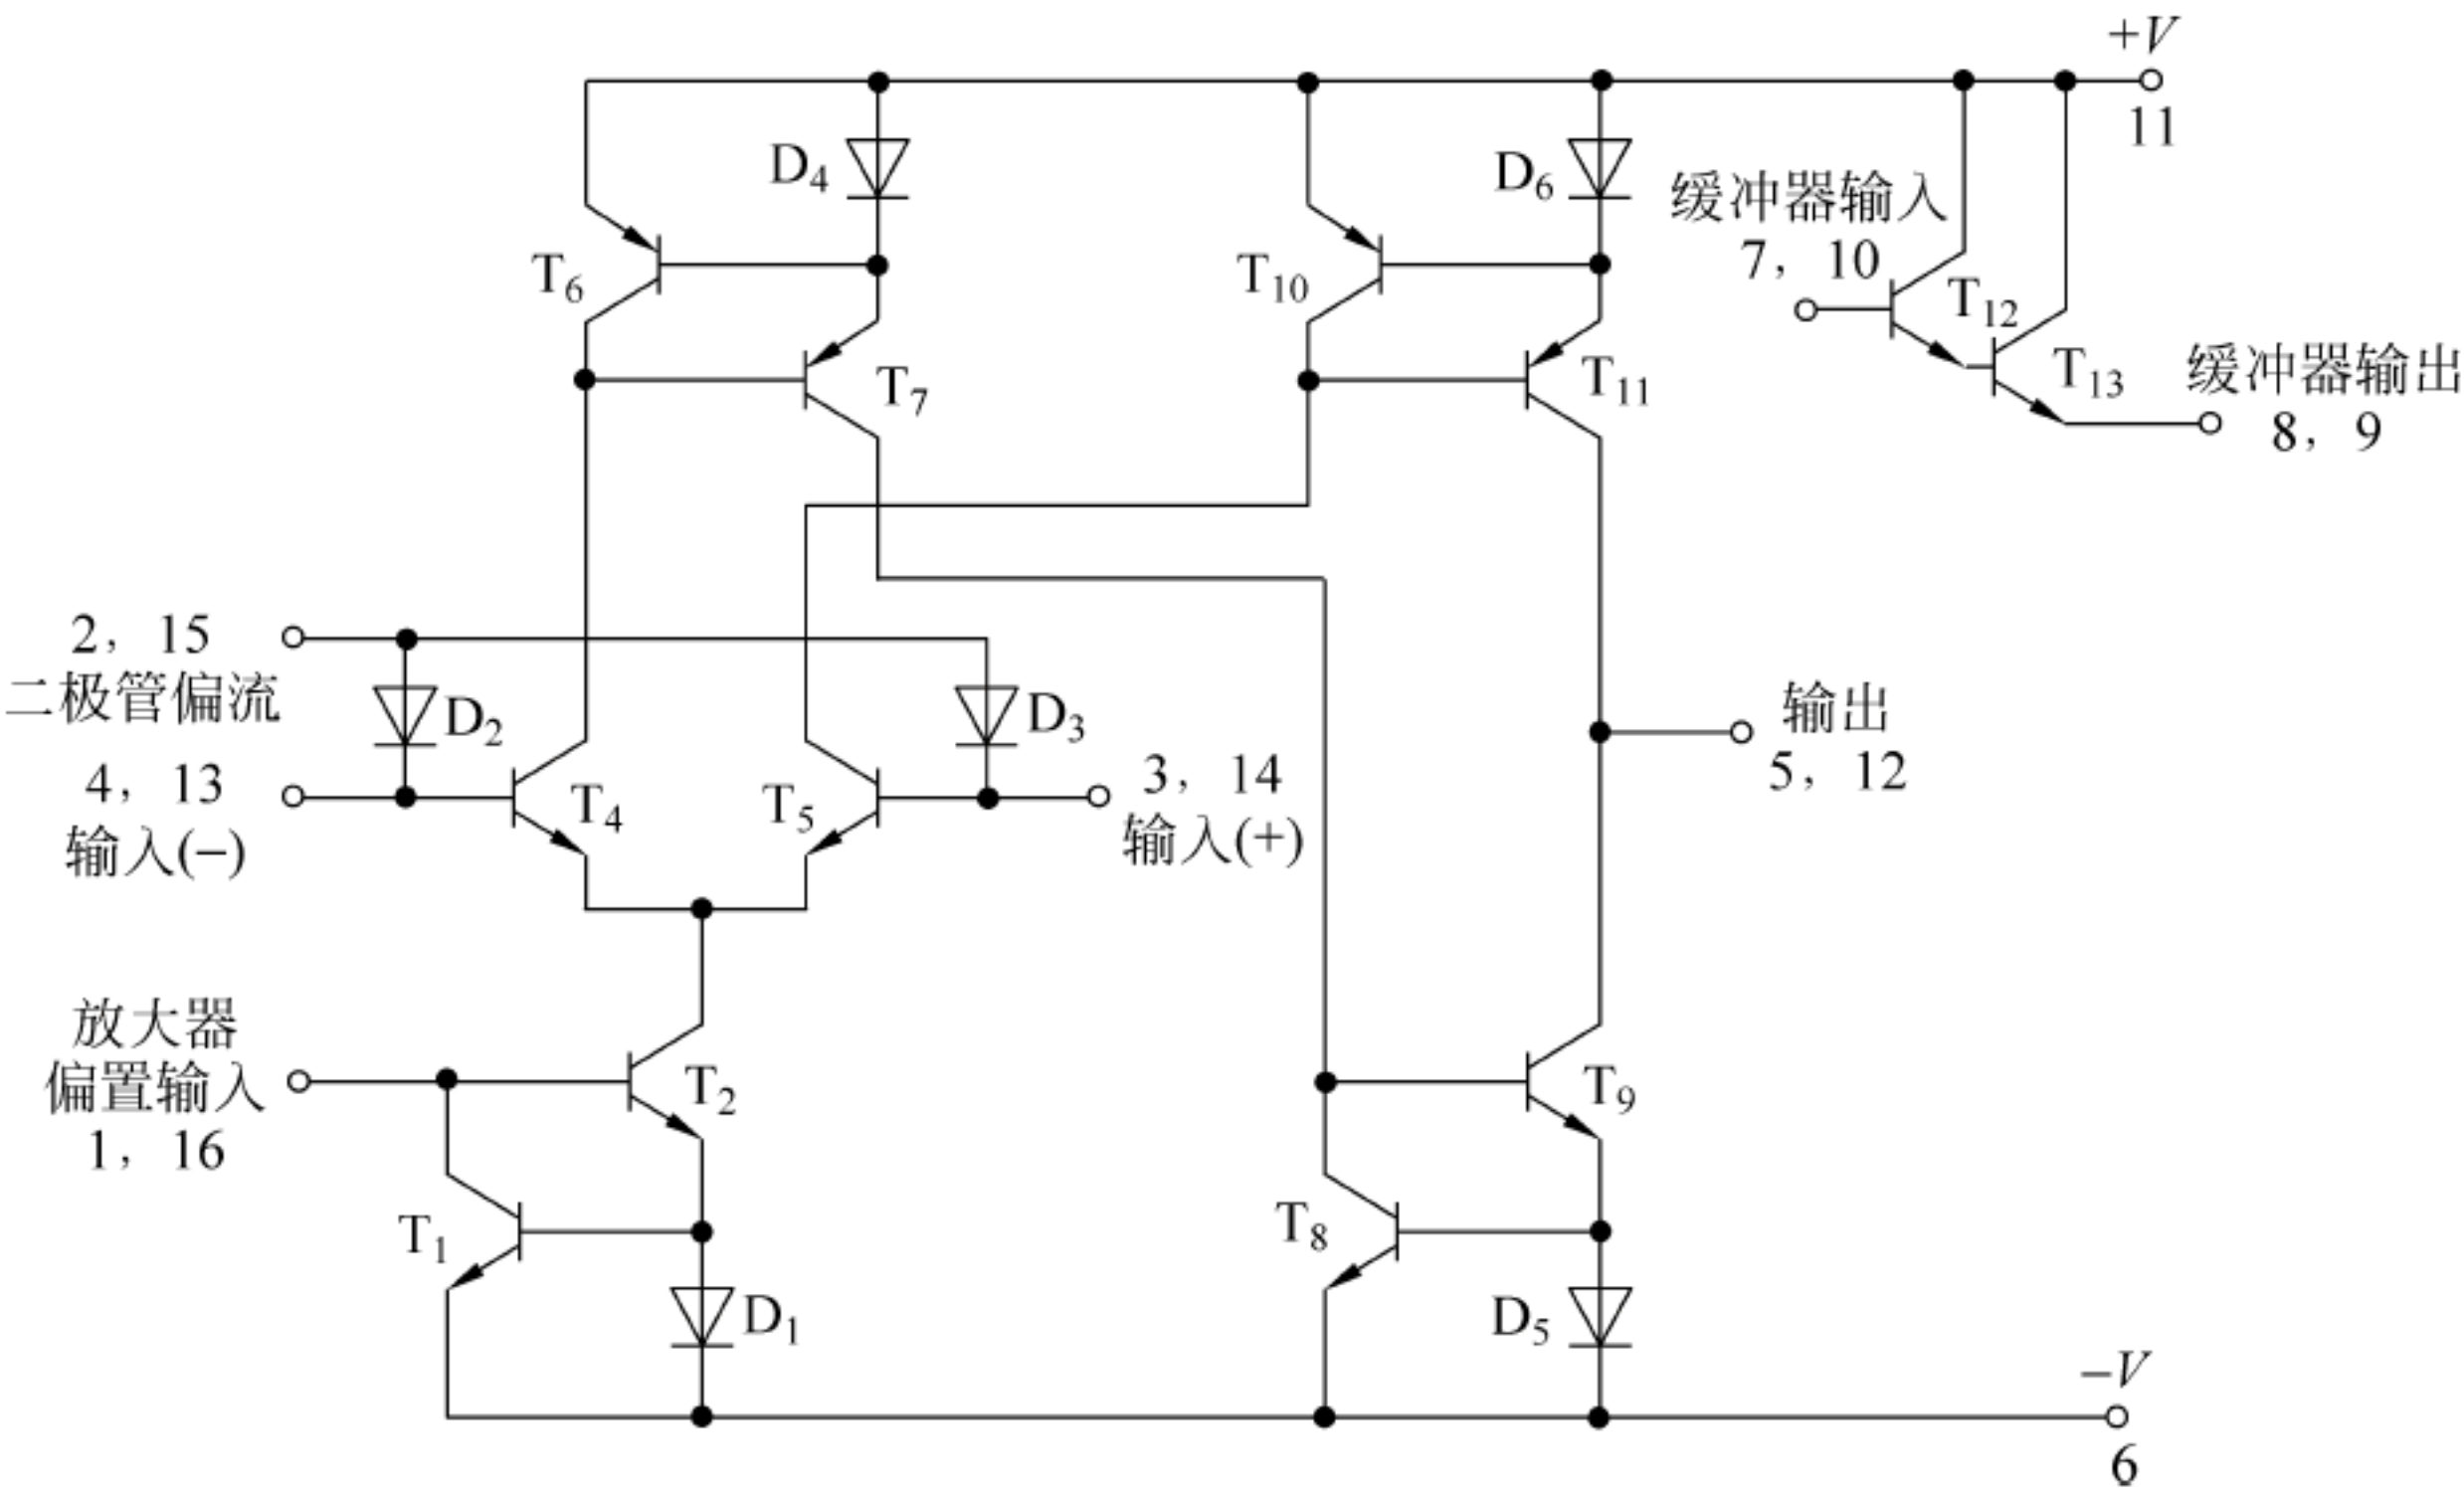 +V
11
D4
D6
缓冲器输入
7，10
T6
T10
T12
T7
T11
T13
缓冲器输出
8，9
2，15
二极管偏流
D2
D3
输出
5，12
4，13
输入(−)
T4
T5
3，14
输入(+)
放大器
偏置输入
1，16
T2
T9
T1
T8
D1
D5
−V
6